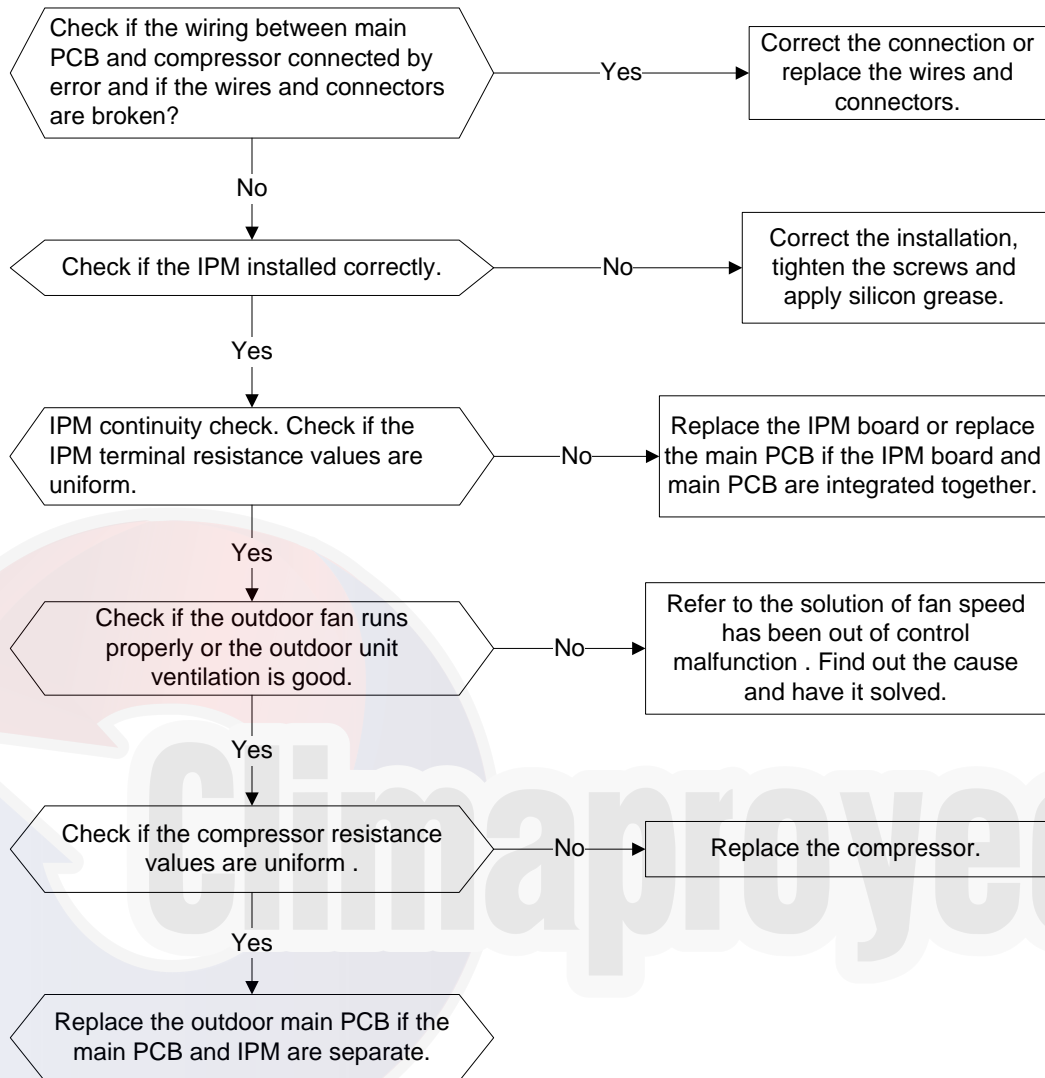 Check if the wiring between main
PCB and compressor connected by
error and if the wires and connectors
are broken?
Yes
Correct the connection or
replace the wires and
connectors.
No
Check if the IPM installed correctly.
No
Correct the installation,
tighten the screws and
apply silicon grease.
Yes
IPM continuity check. Check if the
IPM terminal resistance values are
uniform.
No
Replace the IPM board or replace
the main PCB if the IPM board and
main PCB are integrated together.
Yes
Check if the outdoor fan runs
properly or the outdoor unit
ventilation is good.
No
Refer to the solution of fan speed
has been out of control
malfunction . Find out the cause
and have it solved.
Yes
Check if the compressor resistance
values are uniform .
No
Replace the compressor.
Yes
Replace the outdoor main PCB if the
main PCB and IPM are separate.
Climaproyec